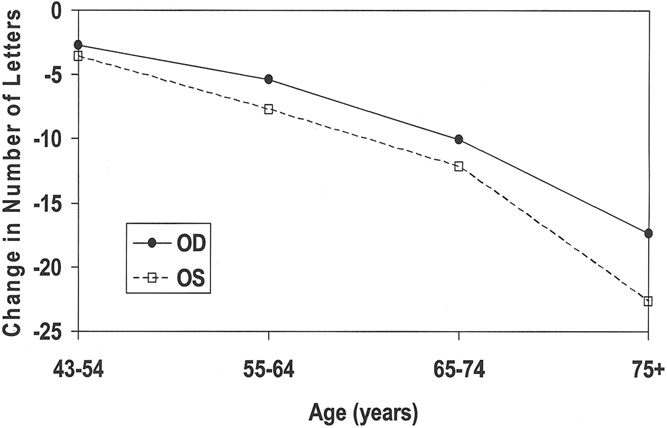 Change in Number of Letters
0
-5
-10
-15
-20
-25
OD
OS
43-54
55-64
65-74
75+
Age (years)